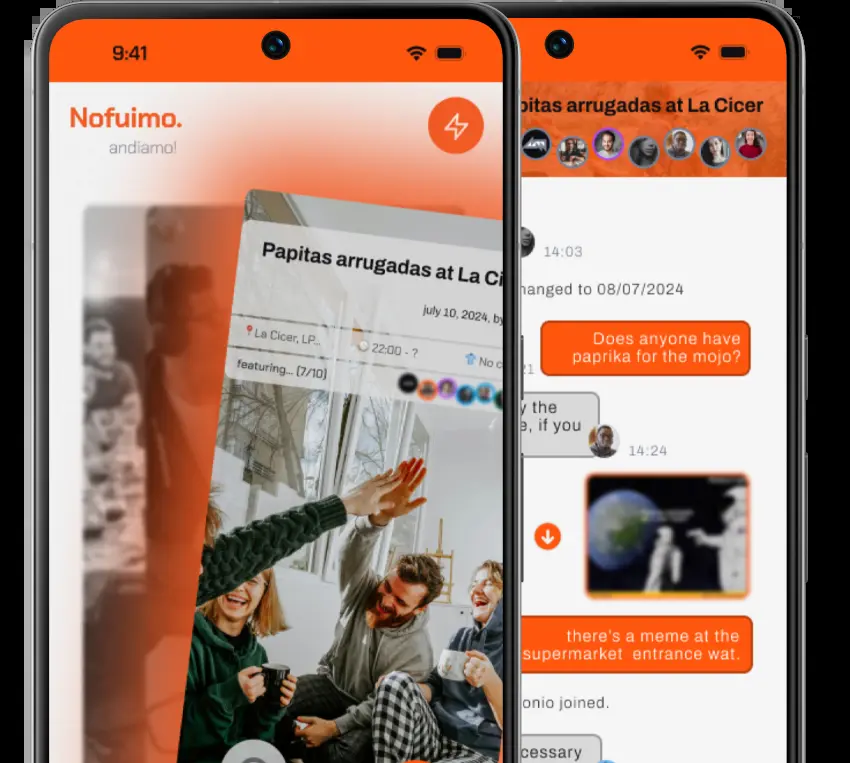 9:41
Nofuimo.
andiamo!
Papitas arrugadas at La Ci
july 10, 2024, by
La Cicer, LP...
22:00 - ?
No c
featuring... (7/10)
pitas arrugadas at La Cicer
14:03
hanged to 08/07/2024
Does anyone have
paprika for the mojo?
21
y the
e, if you
14:24
there's a meme at the
supermarket entrance wat.
onio joined.
cessary